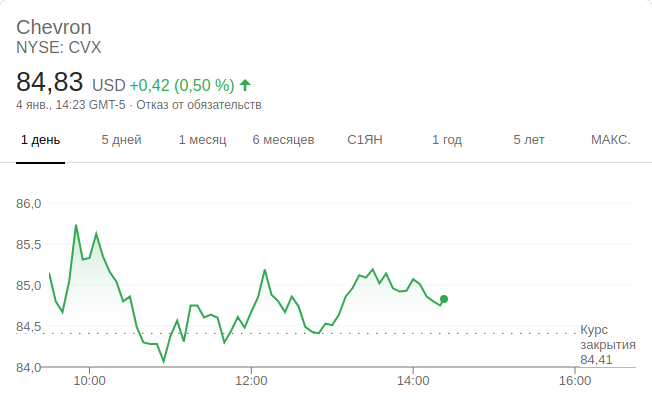 Chevron
NYSE: CVX
84,83 USD +0,42 (0,50 %)
4 янв., 14:23 GMT-5 · Отказ от обязательств
1 день 5 дней 1 месяц 6 месяцев С1ЯН 1 год 5 лет МАКС.
86,0
85,5
85,0
84,5
84,0
Курс
закрытия
84,41
10:00 12:00 14:00 16:00